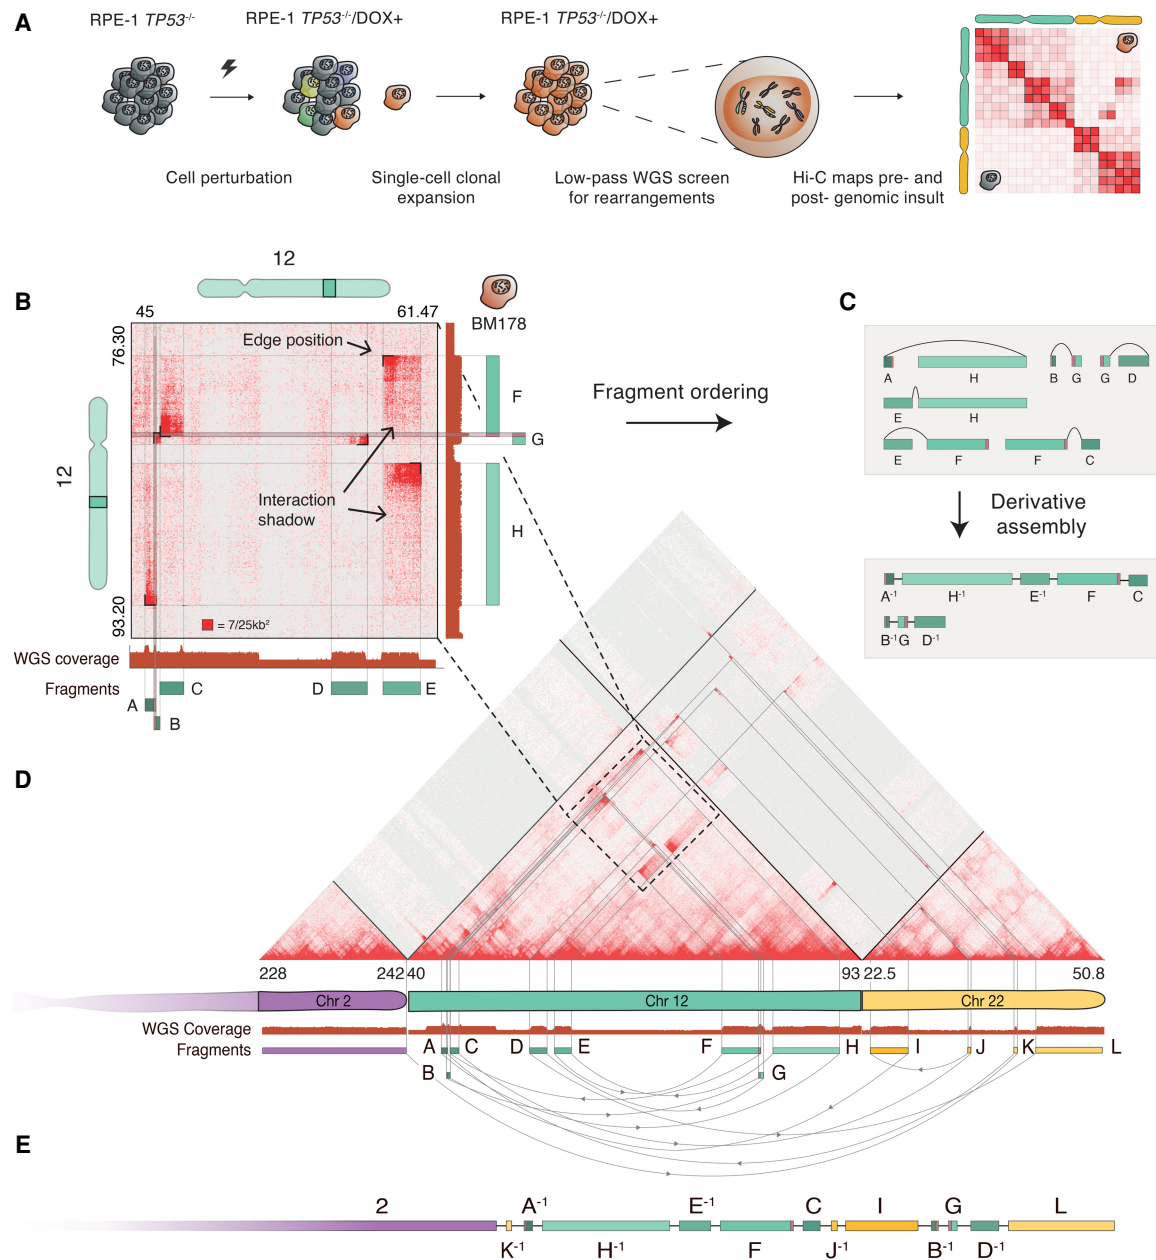 A
RPE-1 TP53-/-
RPE-1 TP53-/-/DOX+
RPE-1 TP53-/-/DOX+
Cell perturbation
Single-cell clonal
expansion
Low-pass WGS screen
for rearrangements
Hi-C maps pre- and
post- genomic insult
B
12
45
61.47
BM178
76.30
93.20
12
Edge position
Interaction
shadow
= 7/25kb²
F
G
H
WGS coverage
Fragments
A
B
C
D
E
Fragment ordering
C
A
H
B
G
G
D
E
H
E
F
F
C
Derivative
assembly
A-1
H-1
E-1
F
C
B-1
G
D-1
D
228
242
40
93
22.5
50.8
Chr 2
Chr 12
Chr 22
WGS Coverage
Fragments
A
B
C
D
E
F
G
H
I
J
K
L
E
2
A-1
E-1
C
I
G
L
K-1
H-1
F
J-1
B-1
D-1